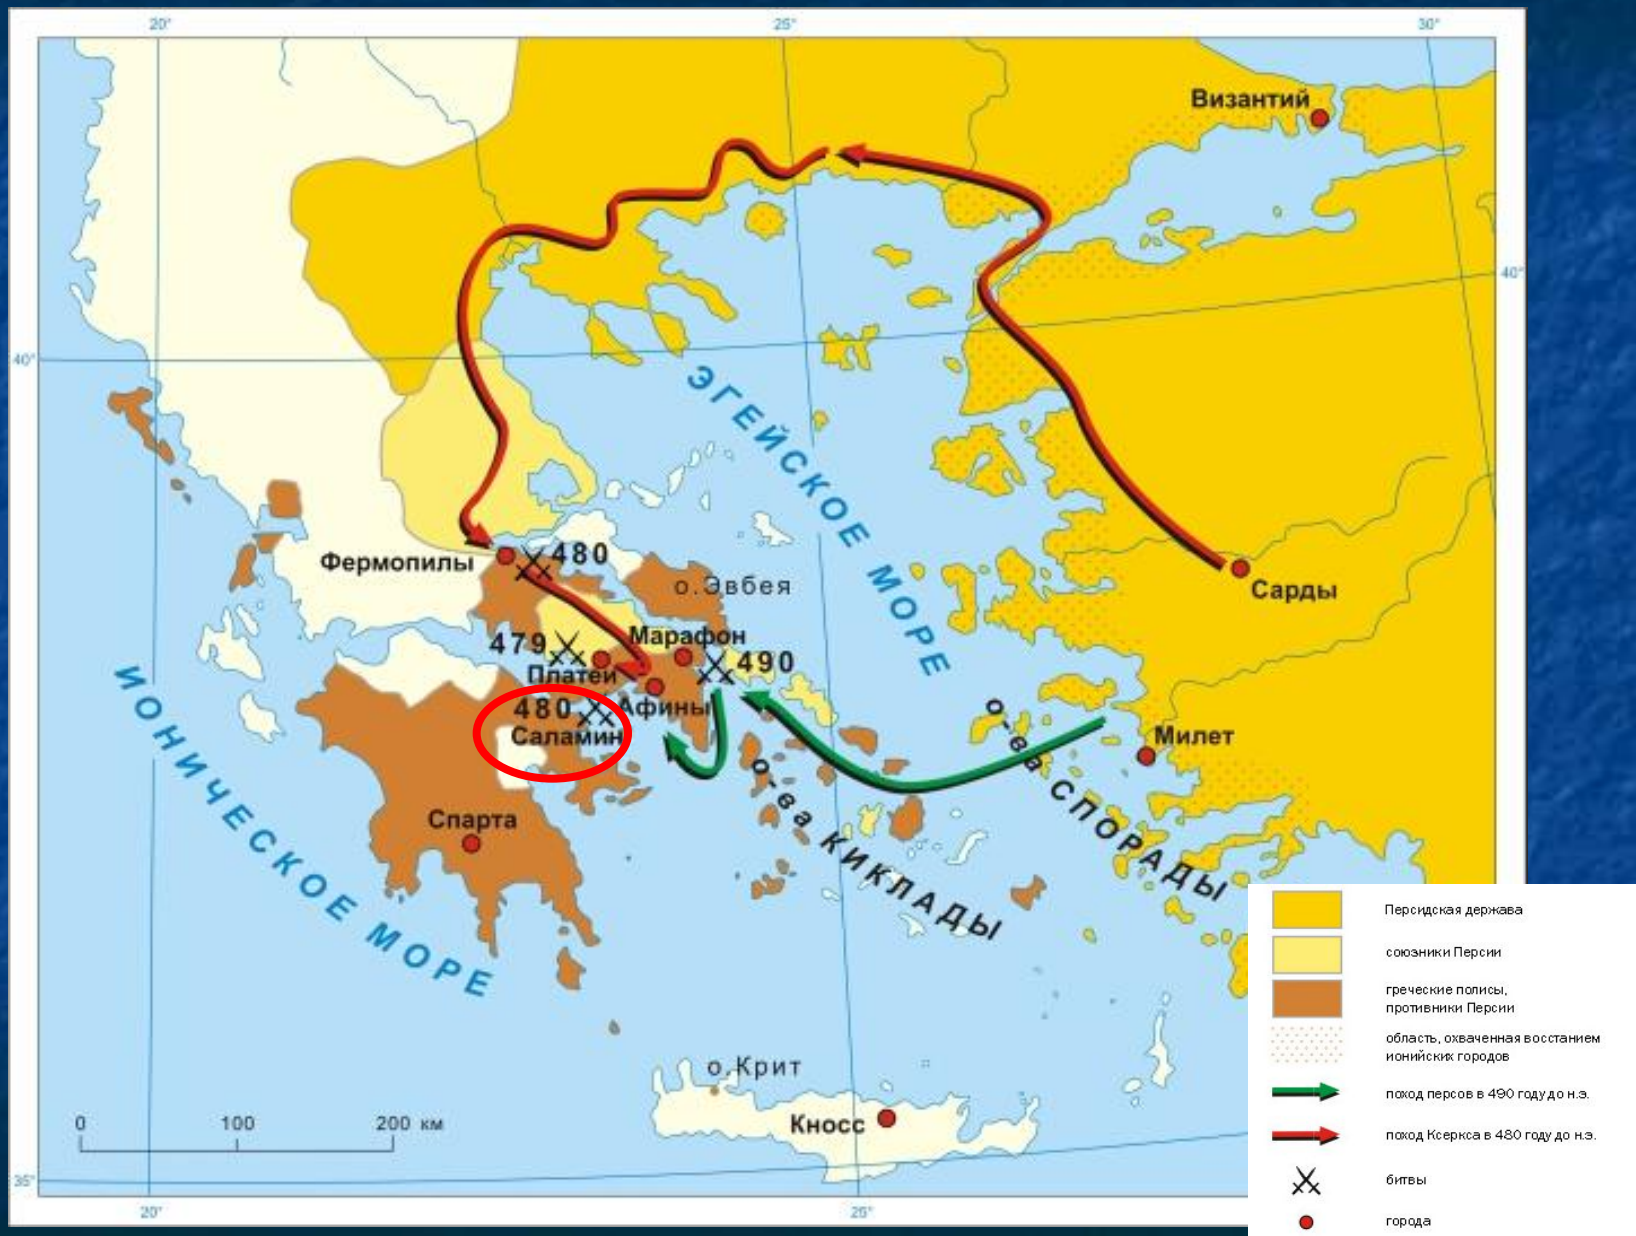 20°
25°
30°
Византий
40°
40°
ЭГЕЙСКОЕ МОРЕ
Фермопилы
480
о.Эвбея
Сарды
479
Марафон
490
Платеи
480
Афины
Саламин
Милет
о-ва СПОРАДЫ
о-ва КИКЛАДЫ
Спарта
ИОНИЧЕСКОЕ МОРЕ
о.Крит
Кносс
0 100 200 км
35°
20°
25°
Персидская держава
союзники Персии
греческие полисы,
противники Персии
область, охваченная восстанием
ионийских городов
поход персов в 490 году до н.э.
поход Ксеркса в 480 году до н.э.
битвы
города